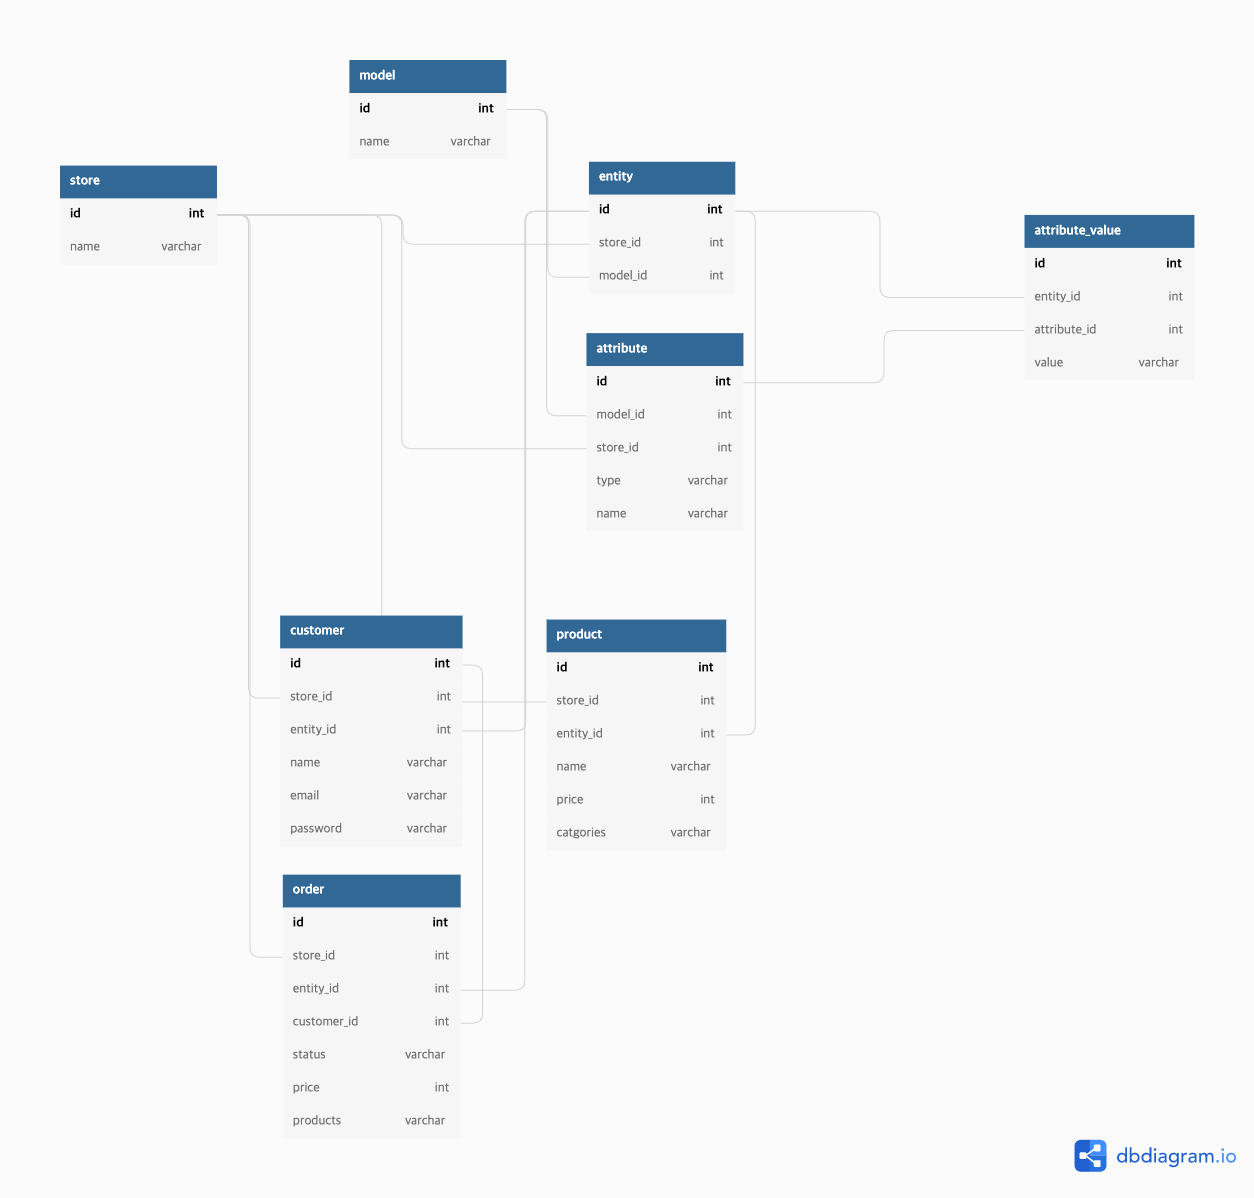 model
id int
name varchar
store
id int
name varchar
entity
id int
store_id int
model_id int
attribute_value
id int
entity_id int
attribute_id int
value varchar
attribute
id int
model_id int
store_id int
type varchar
name varchar
customer
id int
store_id int
entity_id int
name varchar
email varchar
password varchar
product
id int
store_id int
entity_id int
name varchar
price int
catgories varchar
order
id int
store_id int
entity_id int
customer_id int
status varchar
price int
products varchar
dbdiagram.io